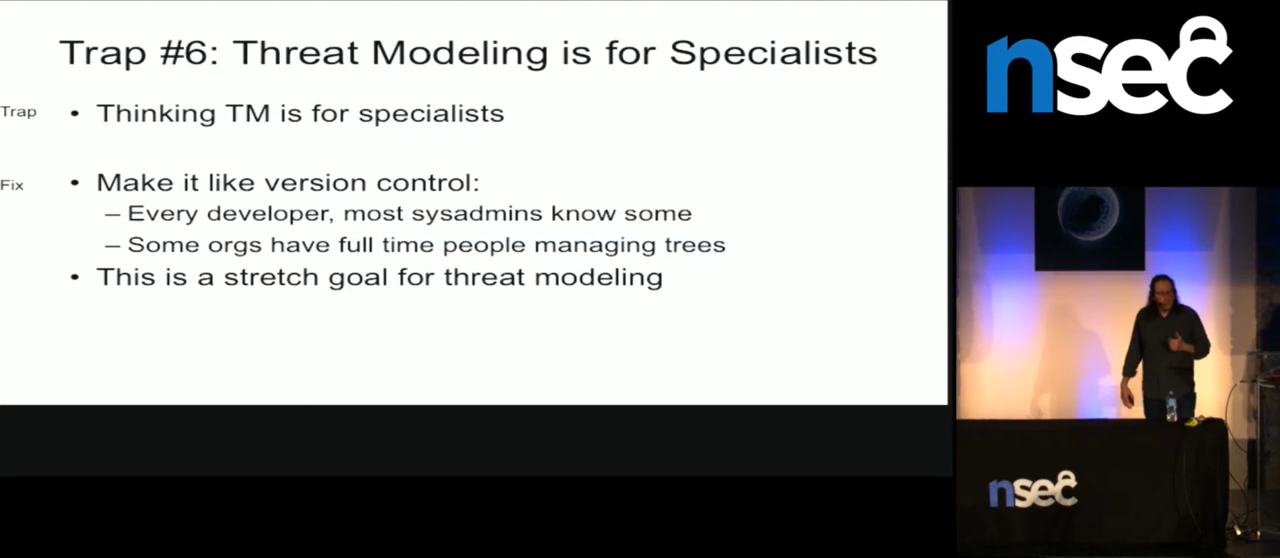 Trap #6: Threat Modeling is for Specialists
Trap
• Thinking TM is for specialists
Fix
• Make it like version control:
– Every developer, most sysadmins know some
– Some orgs have full time people managing trees
• This is a stretch goal for threat modeling
nsec
nsec